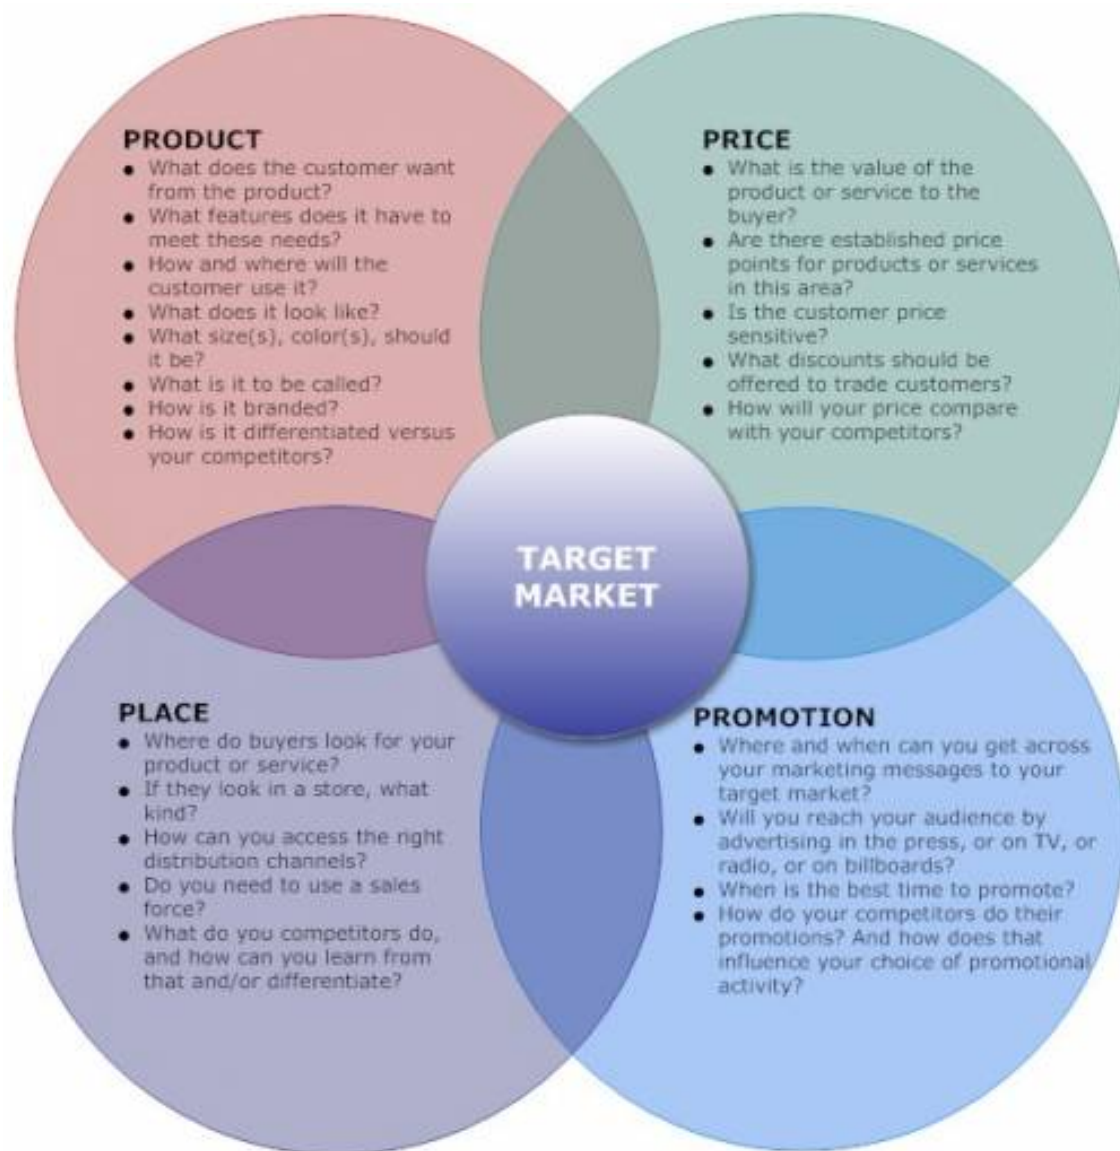 PRODUCT
● What does the customer want
from the product?
● What features does it have to
meet these needs?
● How and where will the
customer use it?
● What does it look like?
● What size(s), color(s), should
it be?
● What is it to be called?
● How is it branded?
● How is it differentiated versus
your competitors?
PRICE
● What is the value of the
product or service to the
buyer?
● Are there established price
points for products or services
in this area?
● Is the customer price
sensitive?
● What discounts should be
offered to trade customers?
● How will your price compare
with your competitors?
TARGET
MARKET
PLACE
● Where do buyers look for your
product or service?
● If they look in a store, what
kind?
● How can you access the right
distribution channels?
● Do you need to use a sales
force?
● What do you competitors do,
and how can you learn from
that and/or differentiate?
PROMOTION
● Where and when can you get across
your marketing messages to your
target market?
● Will you reach your audience by
advertising in the press, or on TV, or
radio, or on billboards?
● When is the best time to promote?
● How do your competitors do their
promotions? And how does that
influence your choice of promotional
activity?